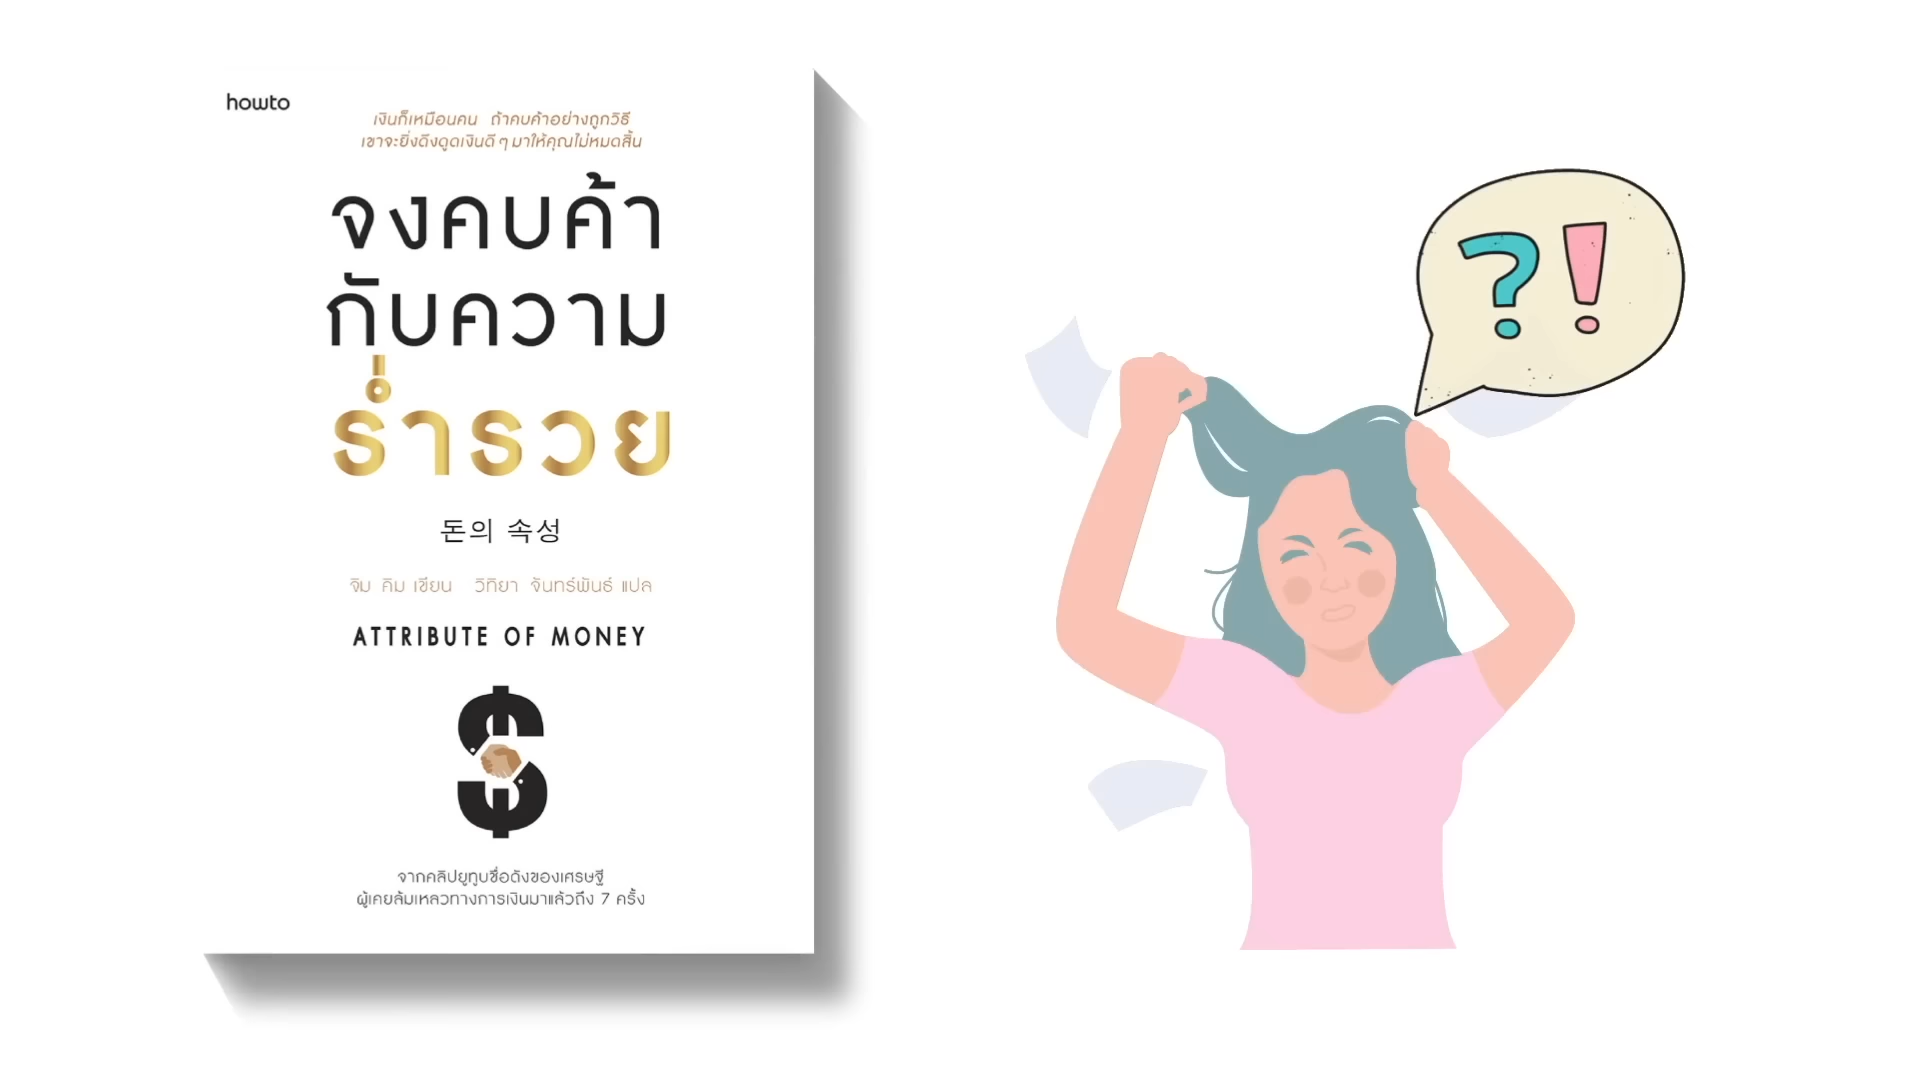 howto
เงินก็เหมือนคน ถ้าคบค้าอย่างถูกวิธี
เขาจะยิ่งดึงดูดเงินดี ๆ มาให้คุณไม่หมดสิ้น
จงคบค้า
กับความ
ร่ำรวย
돈의 속성
จิม คิม เขียน วิทิยา จันทร์พันธ์ แปล
ATTRIBUTE OF MONEY
จากคลิปยูทูบชื่อดังของเศรษฐี
ผู้เคยล้มเหลวทางการเงินมาแล้วถึง 7 ครั้ง
?!